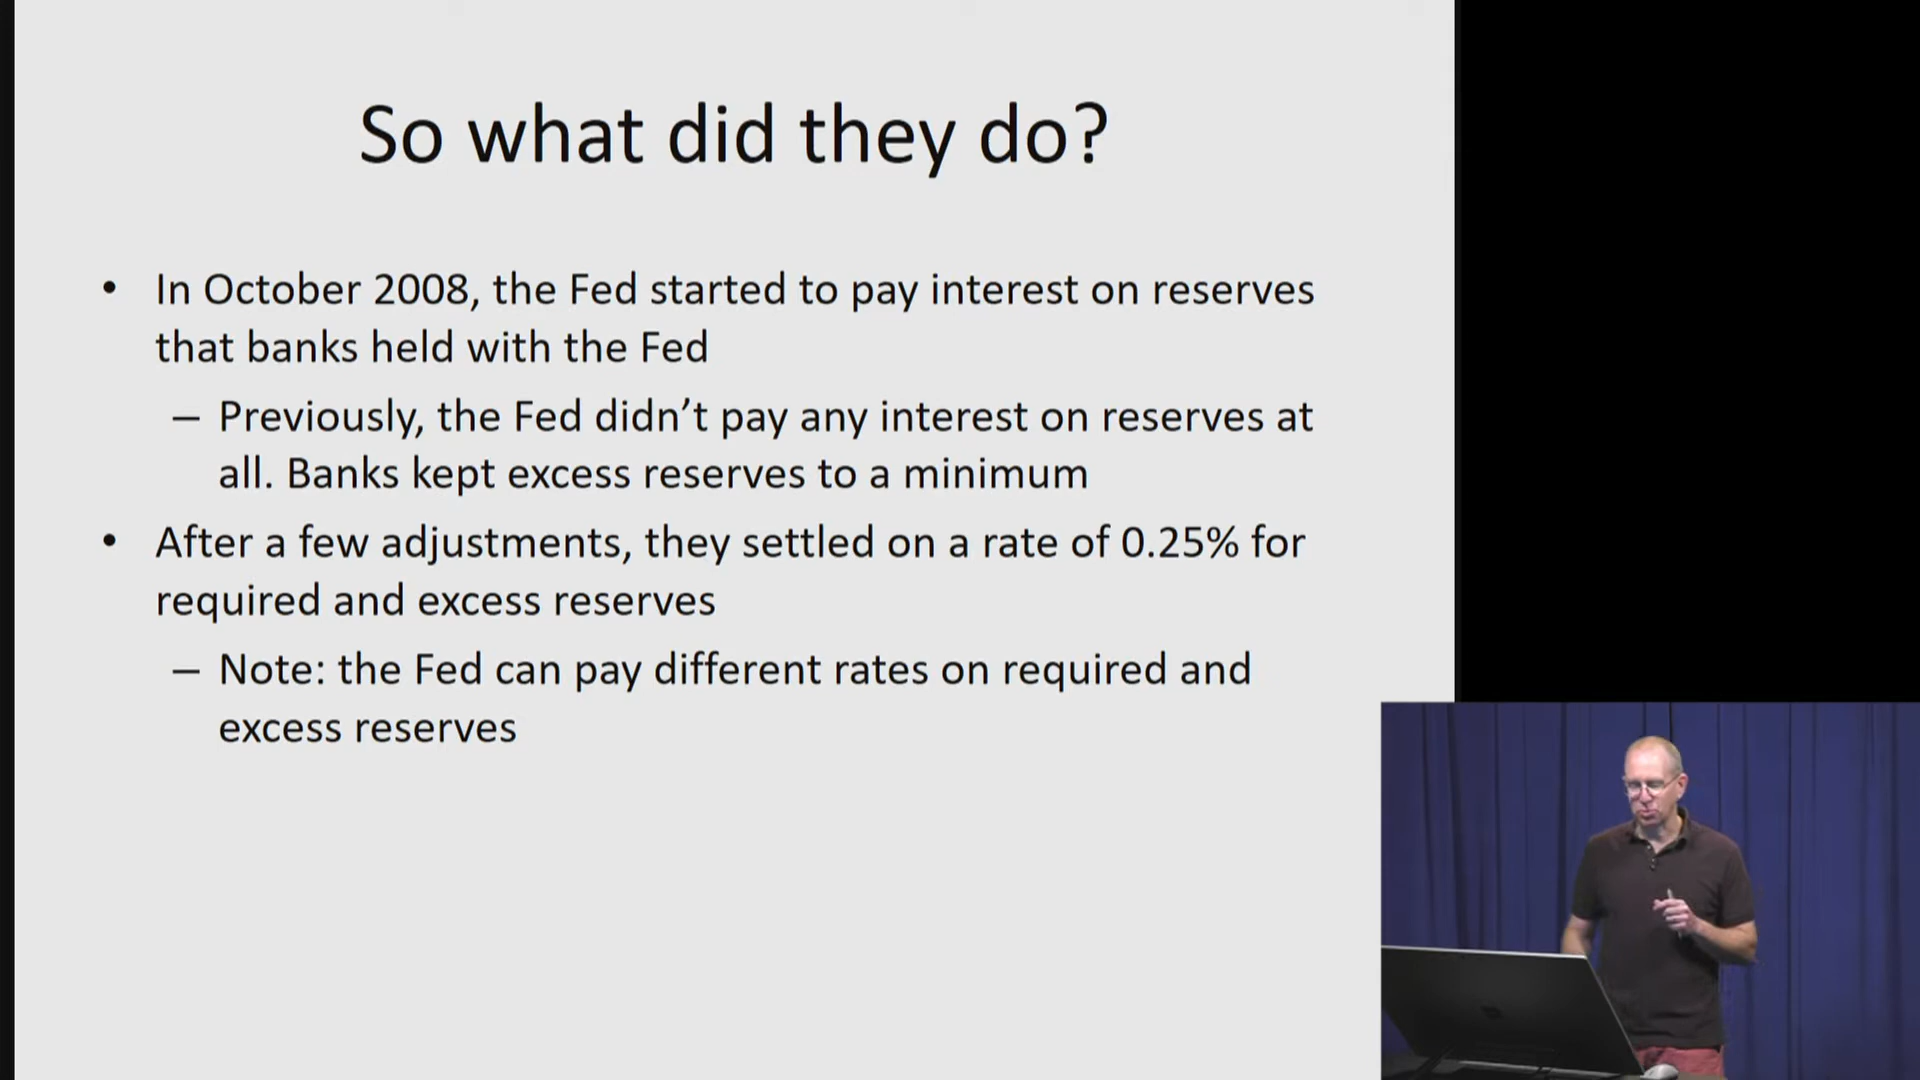 So what did they do?
• In October 2008, the Fed started to pay interest on reserves
that banks held with the Fed
– Previously, the Fed didn’t pay any interest on reserves at
all. Banks kept excess reserves to a minimum
• After a few adjustments, they settled on a rate of 0.25% for
required and excess reserves
– Note: the Fed can pay different rates on required and
excess reserves